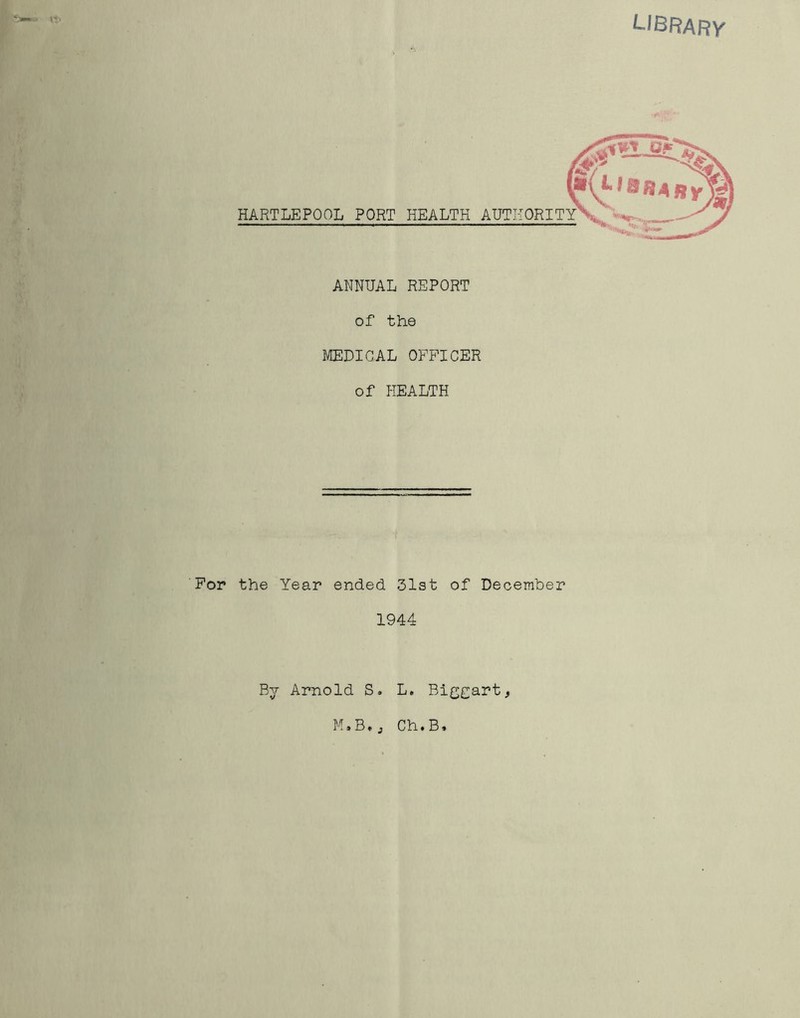 LIBRARY
OF
LIBRARY
HARTLEPOOL PORT HEALTH AUTHORITY
ANNUAL REPORT
of the
MEDICAL OFFICER
of HEALTH
For the Year ended 31st of December
1944
By Arnold S. L. Biggart,
M.B., Ch.B.